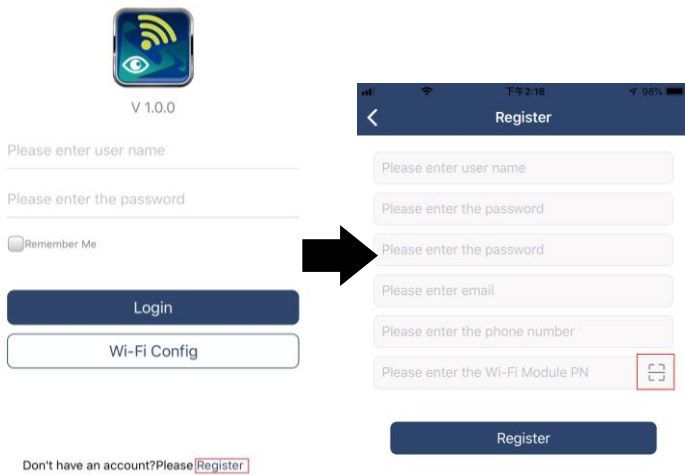 V 1.0.0
Please enter user name
Please enter the password
Remember Me
Login
Wi-Fi Config
Don't have an account?Please Register
下午2:18
98%
Register
Please enter user name
Please enter the password
Please enter the password
Please enter email
Please enter the phone number
Please enter the Wi-Fi Module PN
Register